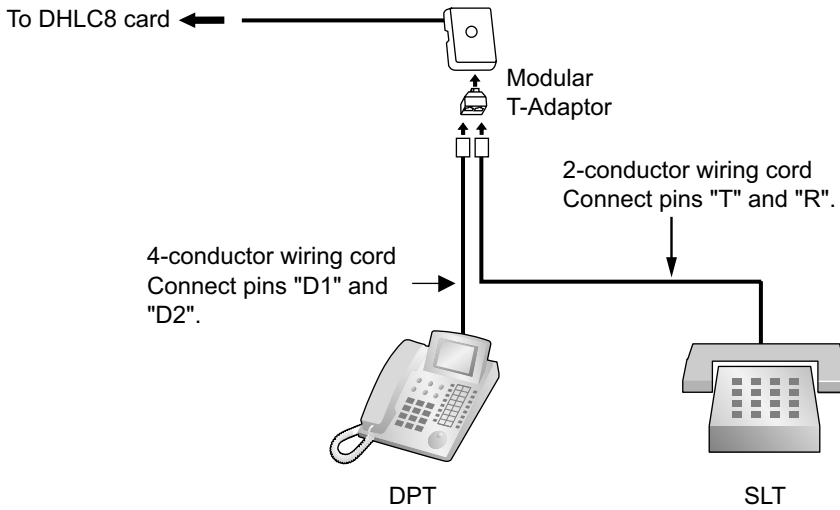 To DHLC8 card
Modular
T-Adaptor
2-conductor wiring cord
Connect pins "T" and "R".
4-conductor wiring cord
Connect pins "D1" and
"D2".
DPT
SLT